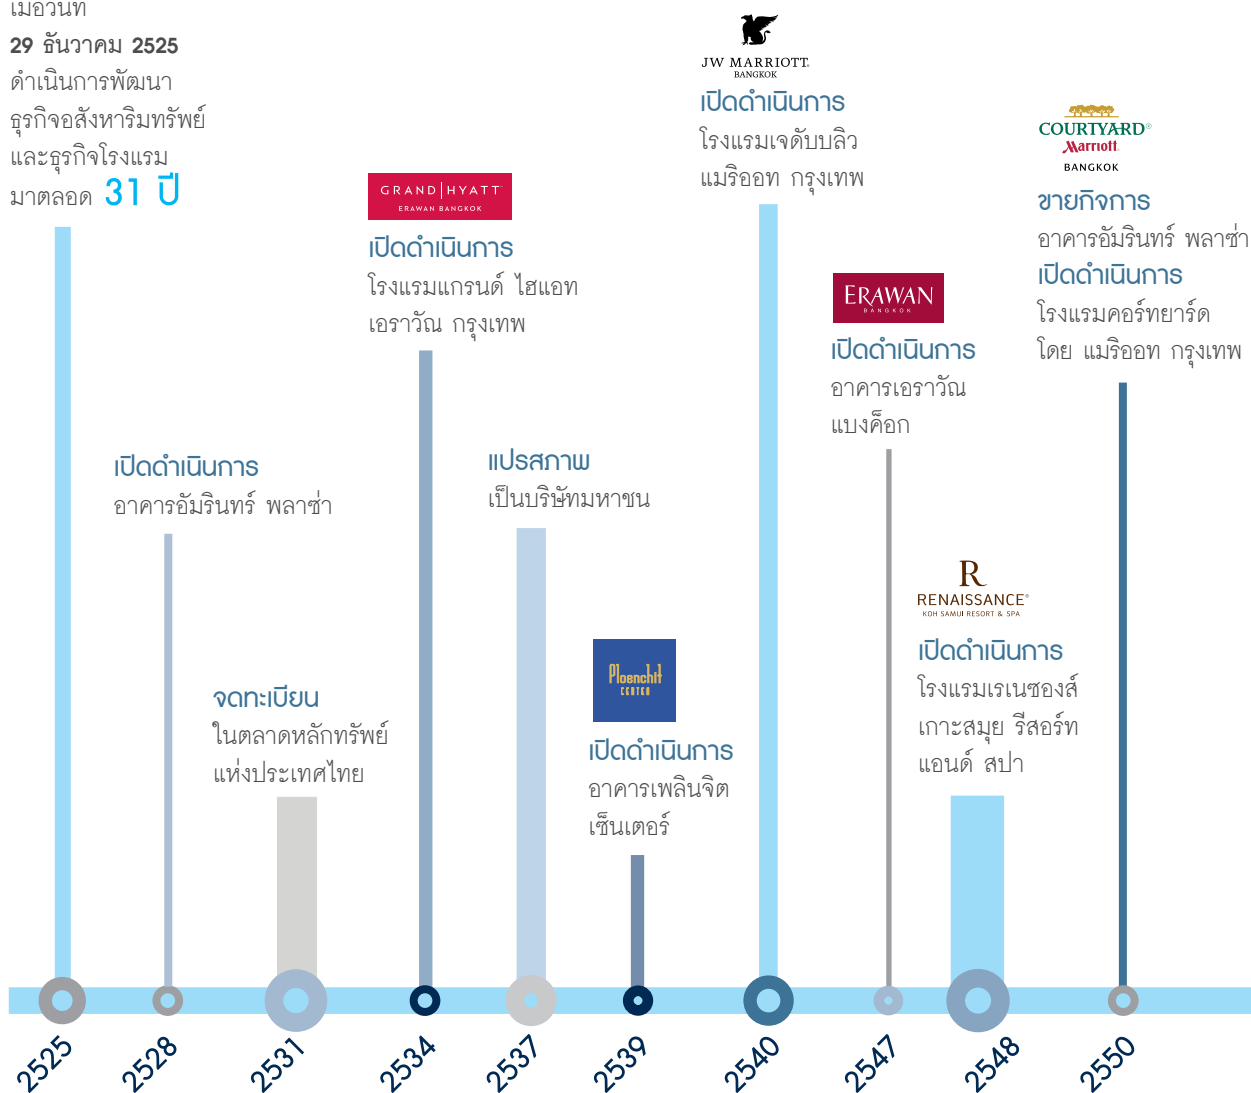 เมื่อวันที่
29 ธันวาคม 2525
ดำเนินการพัฒนา
ธุรกิจอสังหาริมทรัพย์
และธุรกิจโรงแรม
มาตลอด 31 ปี
เปิดดำเนินการ
อาคารอัมรินทร์ พลาซ่า
จดทะเบียน
ในตลาดหลักทรัพย์
แห่งประเทศไทย
GRAND HYATT
ERAWAN BANGKOK
เปิดดำเนินการ
โรงแรมแกรนด์ ไฮแอท
เอราวัณ กรุงเทพ
แปรสภาพ
เป็นบริษัทมหาชน
Ploenchit
CENTER
เปิดดำเนินการ
อาคารเพลินจิต
เซ็นเตอร์
JW MARRIOTT.
BANGKOK
เปิดดำเนินการ
โรงแรมเจดับบลิว
แมริออท กรุงเทพ
ERAWAN
BANGKOK
เปิดดำเนินการ
อาคารเอราวัณ
แบงค็อก
RENAISSANCE®
KOH SAMUI RESORT & SPA
เปิดดำเนินการ
โรงแรมเรเนซองส์
เกาะสมุย รีสอร์ท
แอนด์ สปา
COURTYARD®
Marriott
BANGKOK
ขายกิจการ
อาคารอัมรินทร์ พลาซ่า
เปิดดำเนินการ
โรงแรมคอร์ทยาร์ด
โดย แมริออท กรุงเทพ
2525
2528
2531
2534
2537
2539
2540
2547
2548
2550